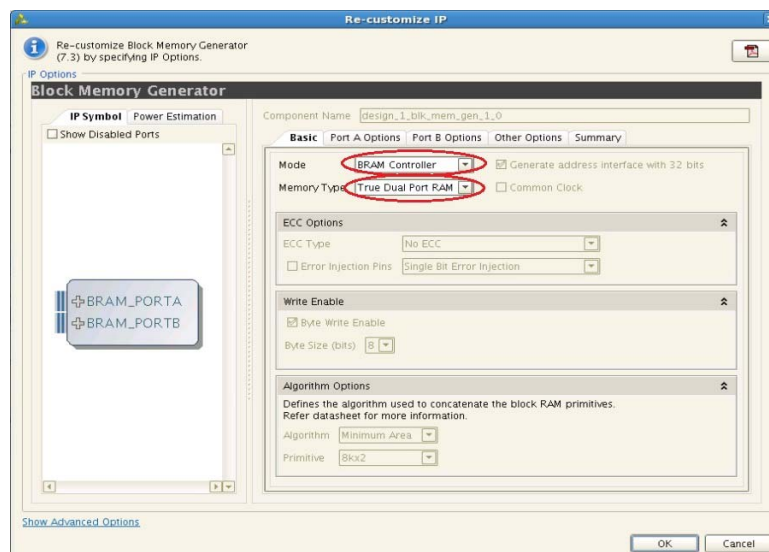 Re-customize IP
Re-customize Block Memory Generator
(7.3) by specifying IP Options.
IP Options
Block Memory Generator
IP Symbol Power Estimation
Show Disabled Ports
BRAM_PORTA
BRAM_PORTB
Component Name design_1_blk_mem_gen_1_0
Basic Port A Options Port B Options Other Options Summary
Mode BRAM Controller Generate address interface with 32 bits
Memory Type True Dual Port RAM Common Clock
ECC Options
ECC Type No ECC
Error Injection Pins Single Bit Error Injection
Write Enable
Byte Write Enable
Byte Size (bits) 8
Algorithm Options
Defines the algorithm used to concatenate the block RAM primitives.
Refer datasheet for more information.
Algorithm Minimum Area
Primitive 8kx2
Show Advanced Options
OK Cancel